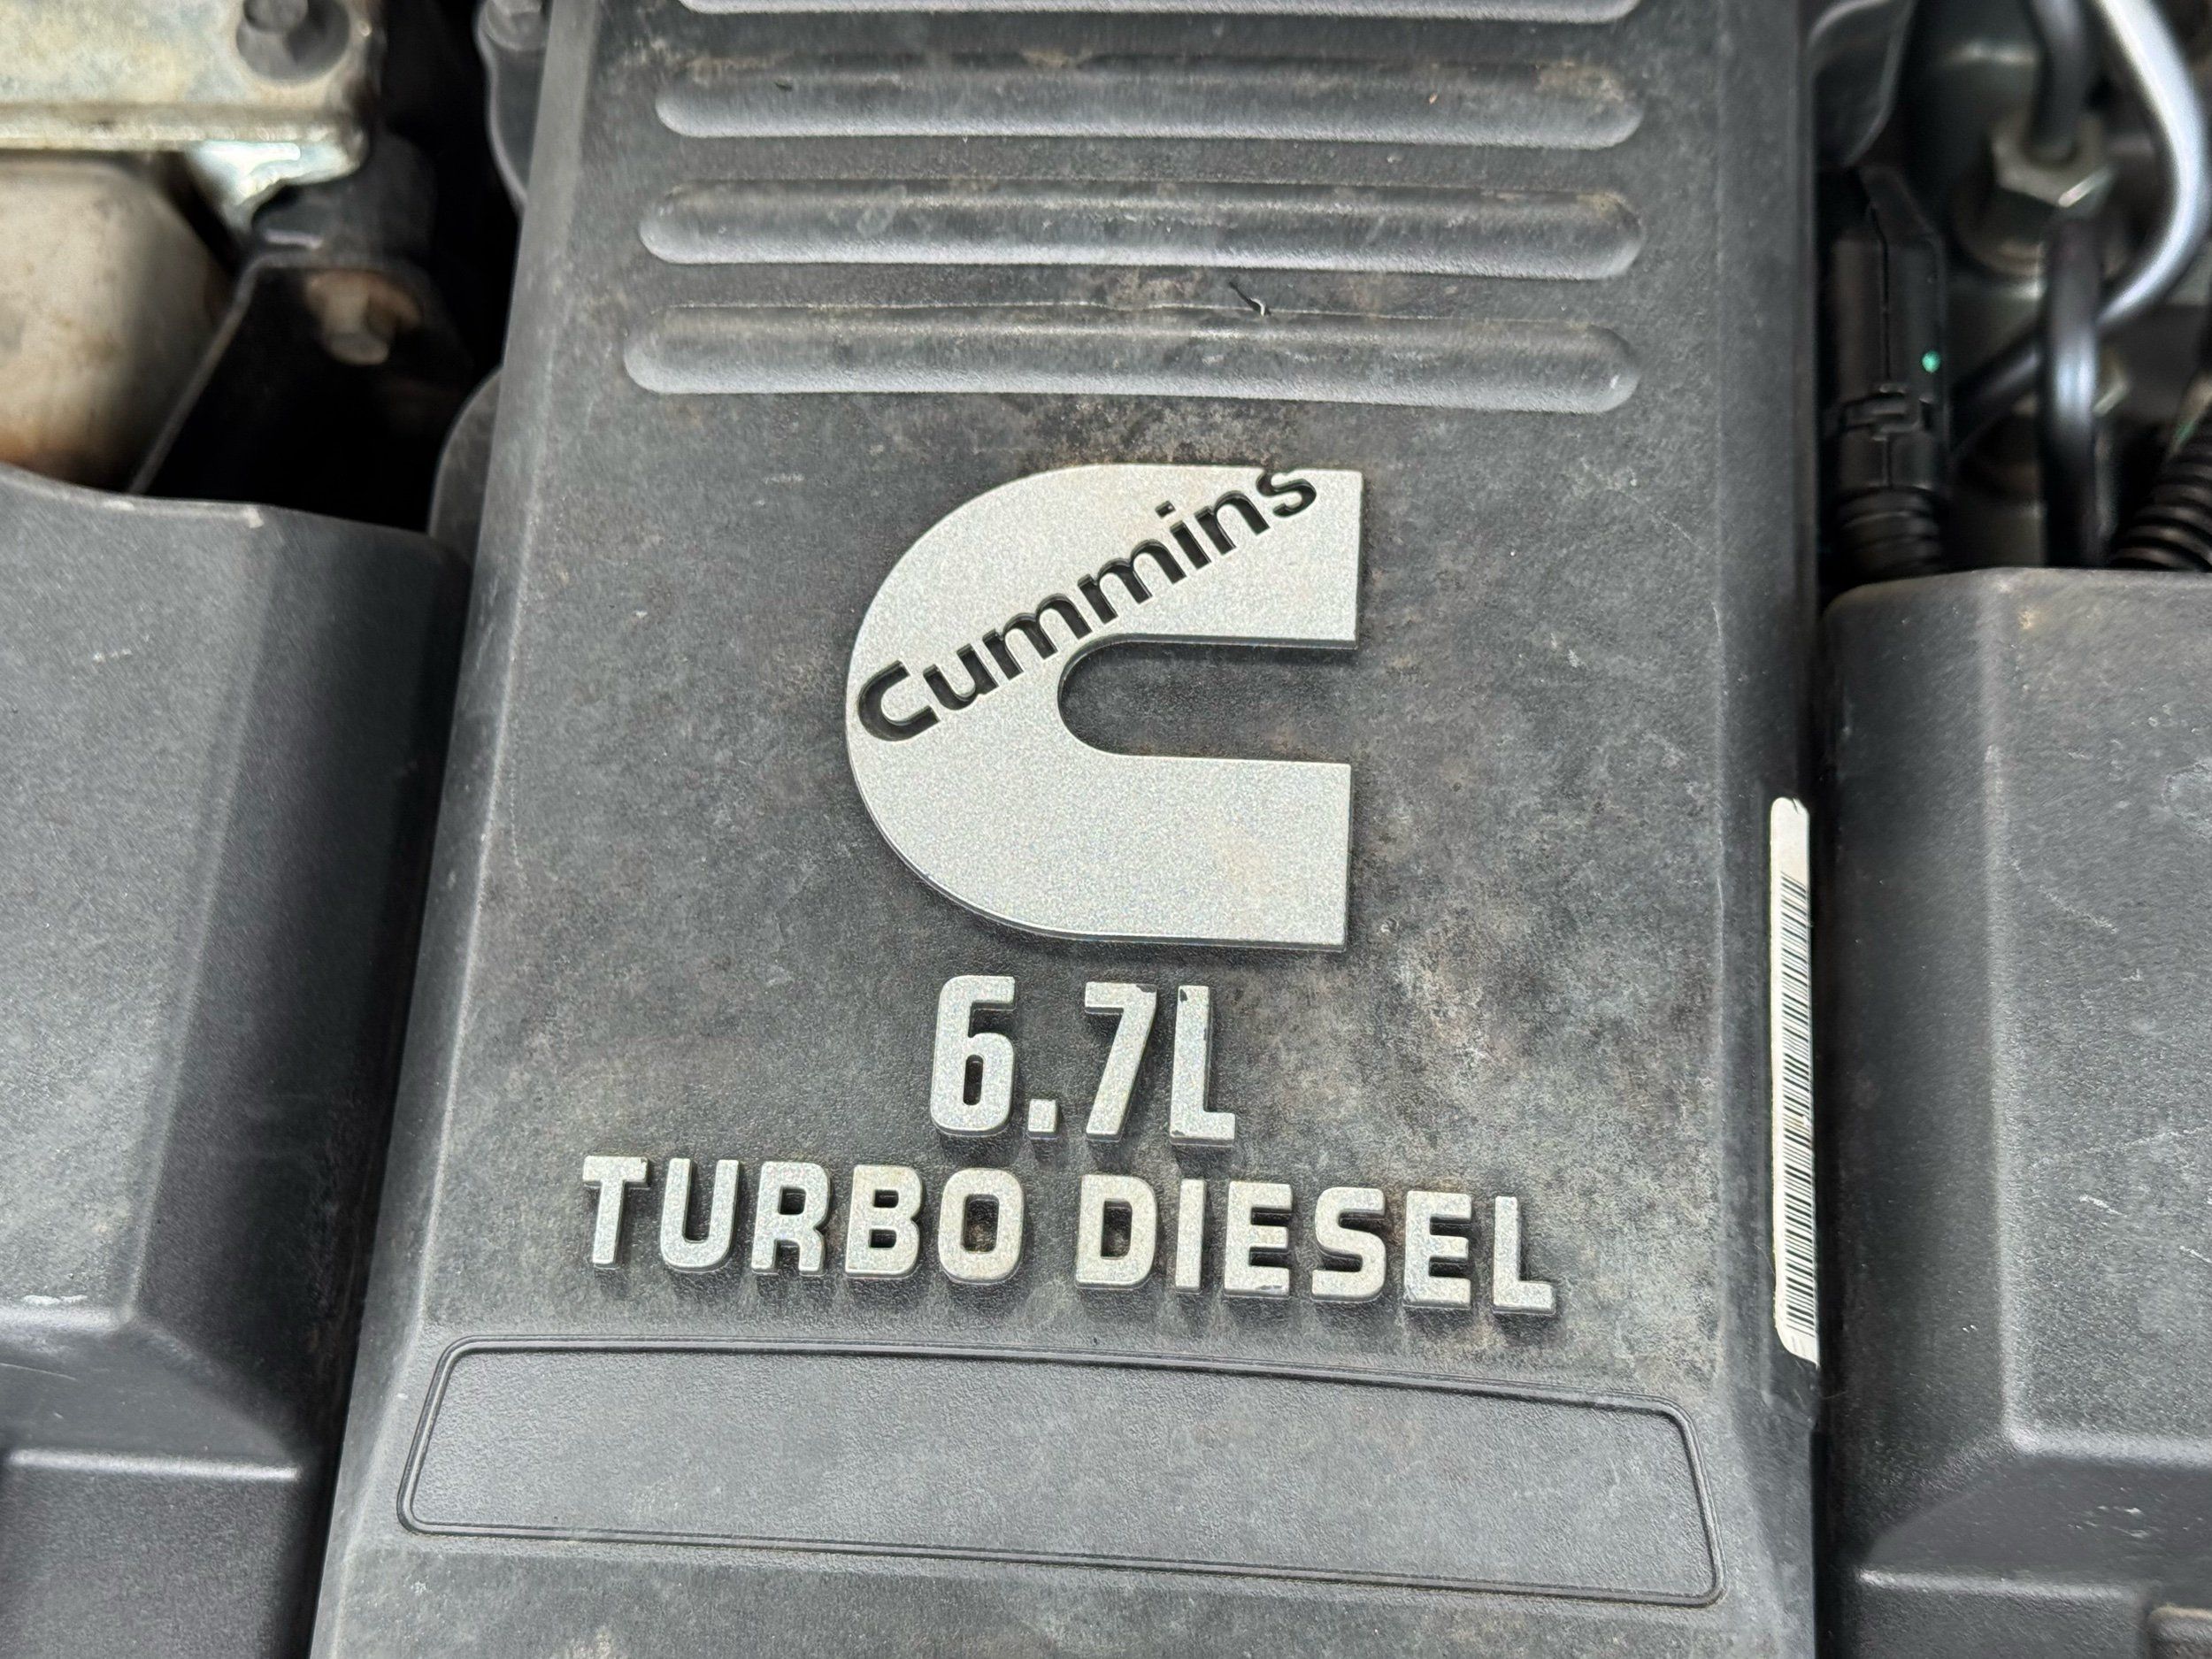 Cummins
6.7L
TURBO DIESEL